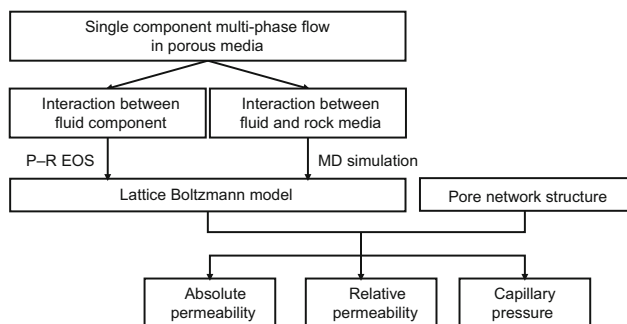 Single component multi-phase flow
in porous media
Interaction between
fluid component
Interaction between
fluid and rock media
P–R EOS
MD simulation
Lattice Boltzmann model
Pore network structure
Absolute
permeability
Relative
permeability
Capillary
pressure